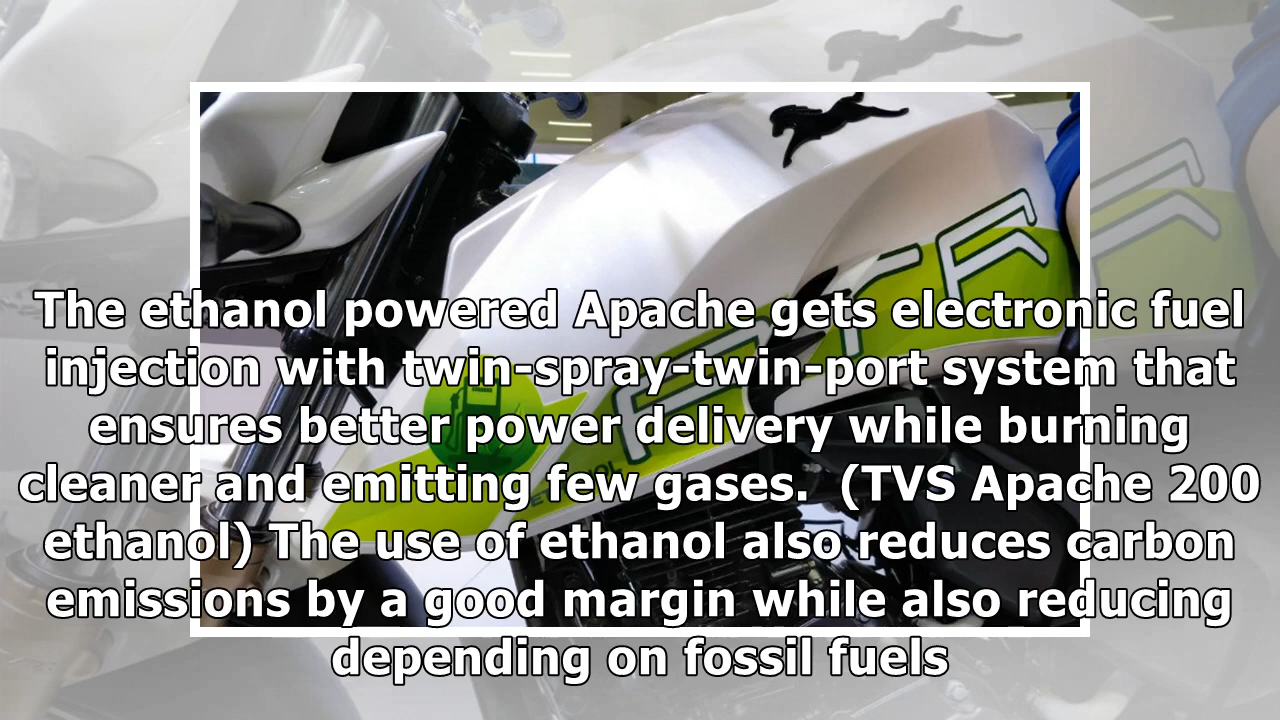 The ethanol powered Apache gets electronic fuel
injection with twin-spray-twin-port system that
ensures better power delivery while burning
cleaner and emitting few gases.  (TVS Apache 200
ethanol) The use of ethanol also reduces carbon
emissions by a good margin while also reducing
depending on fossil fuels